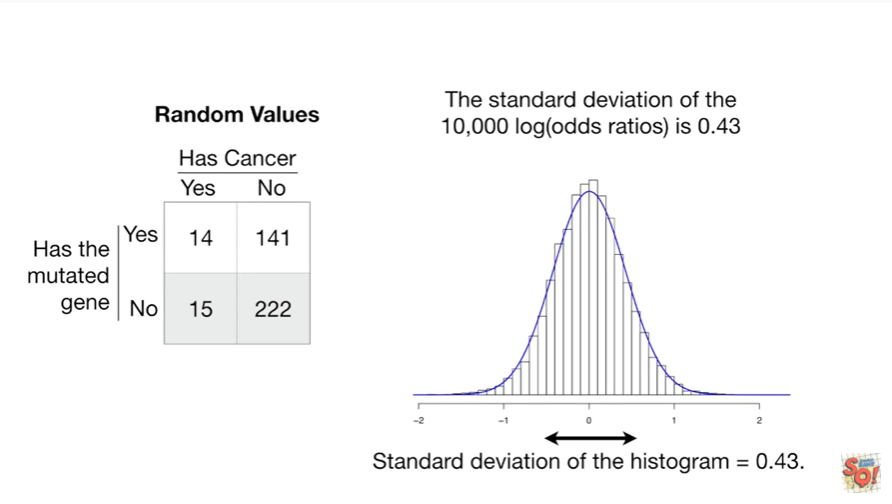 The standard deviation of the
10,000 log(odds ratios) is 0.43
Random Values
Has Cancer
Yes No
Has the
mutated
gene
Yes 14 141
No 15 222
-2 -1 0 1 2
Standard deviation of the histogram = 0.43.
SQ!